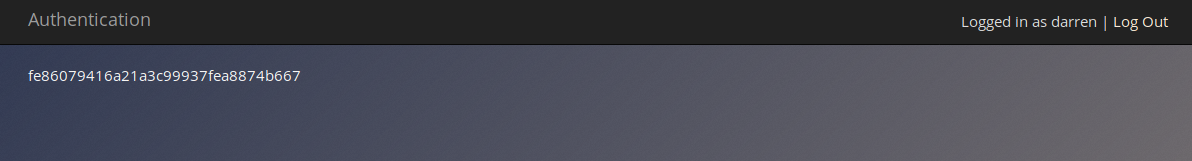 Authentication
Logged in as darren | Log Out
fe86079416a21a3c99937fea8874b667